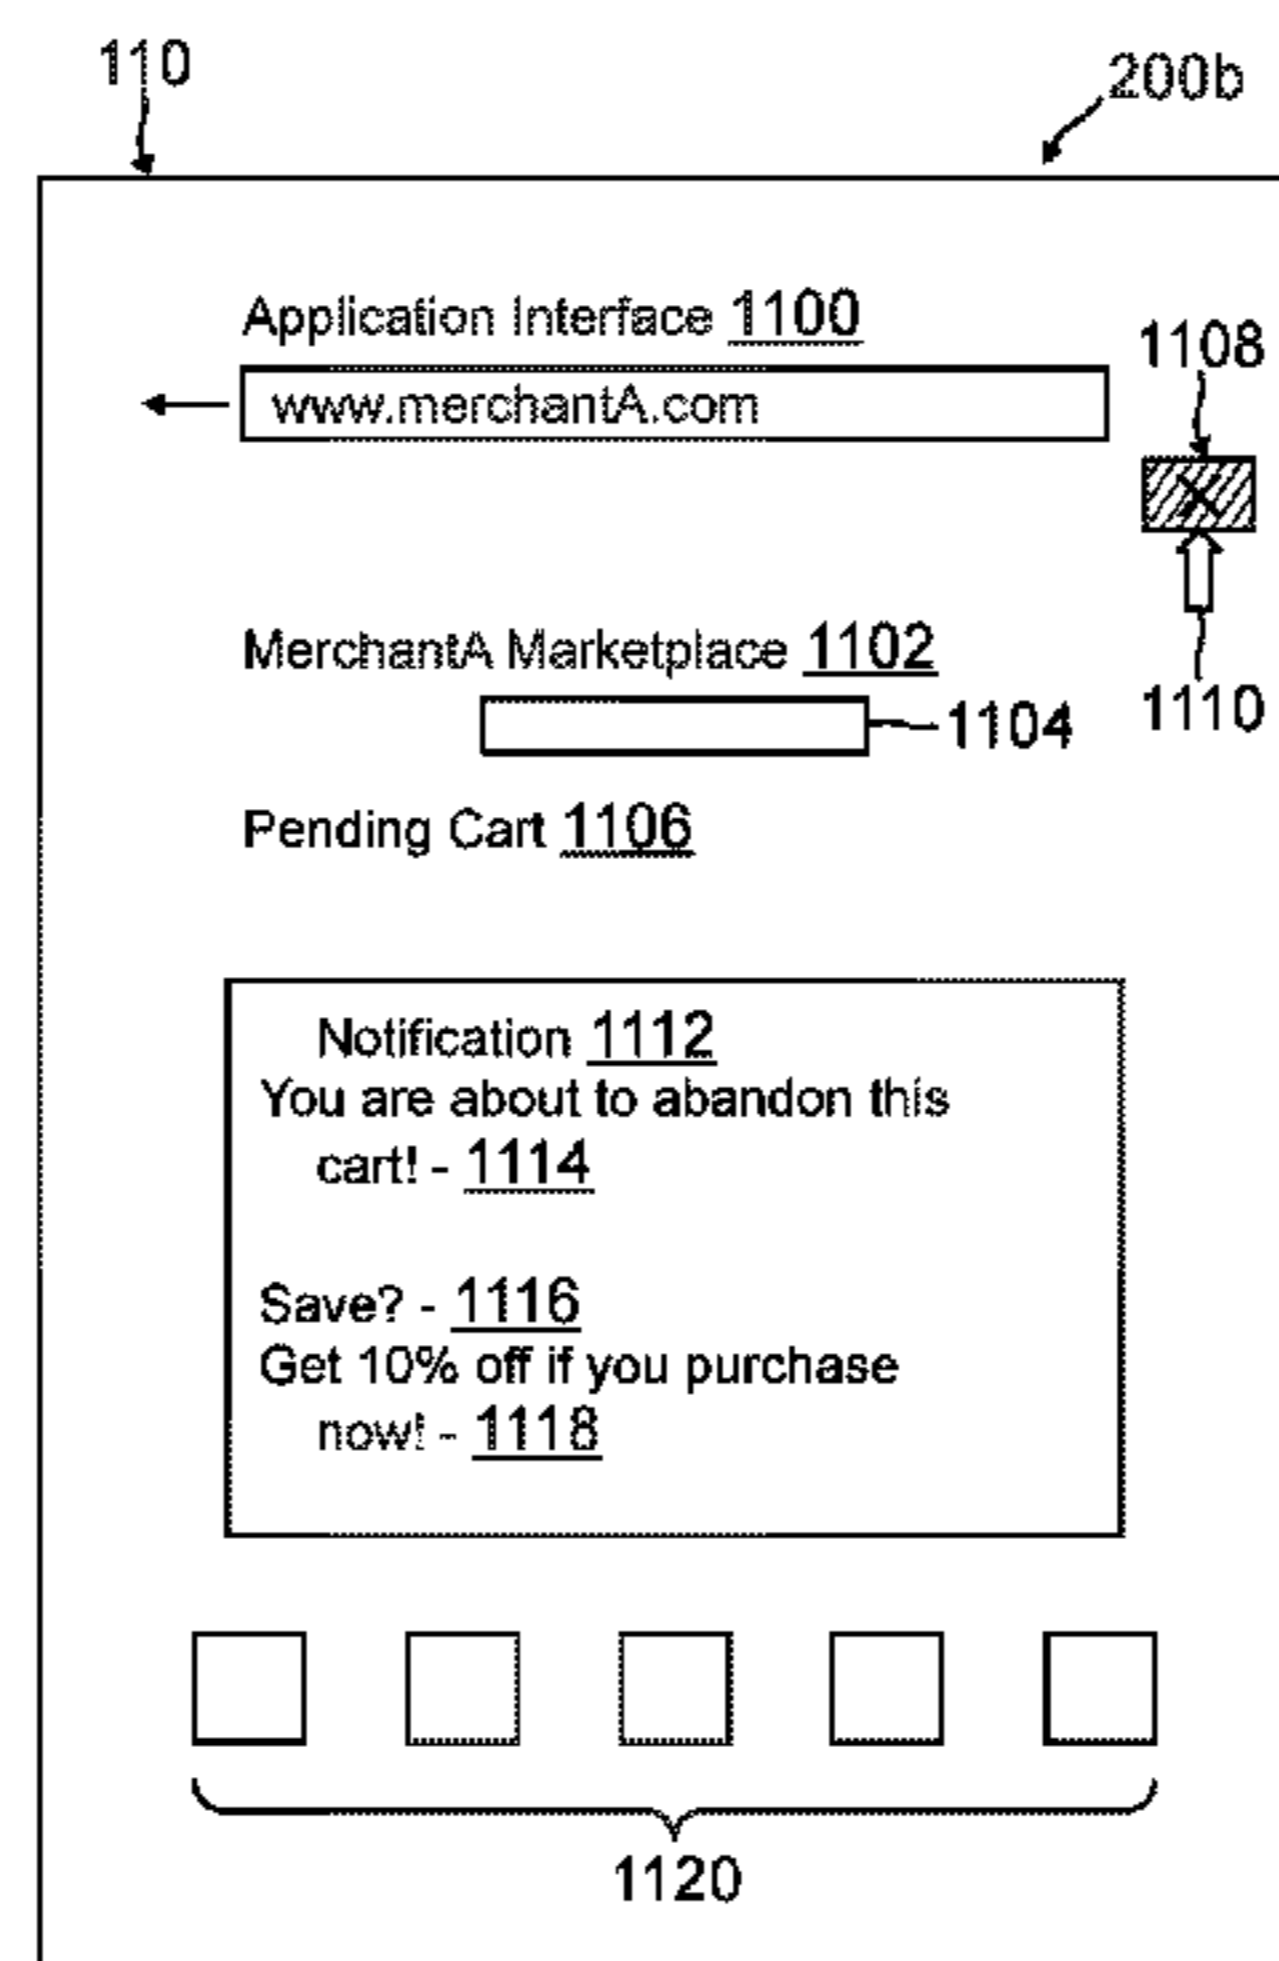 110
200b
Application Interface 1100
www.merchantA.com
1108
MerchantA Marketplace 1102
1110
1104
Pending Cart 1106
Notification 1112
You are about to abandon this
cart! - 1114
Save? - 1116
Get 10% off if you purchase
now! - 1118
1120